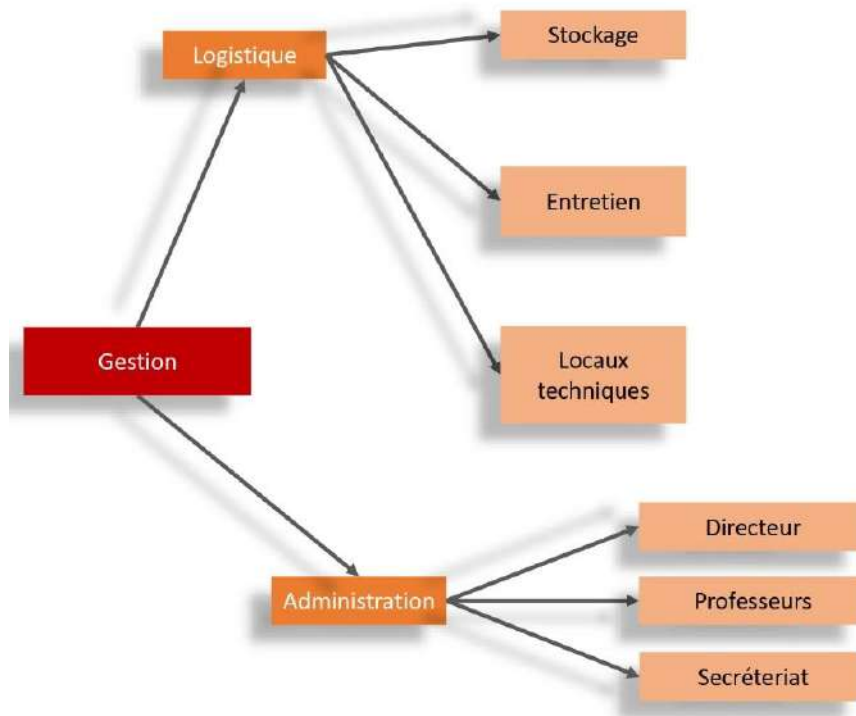 Logistique
Stockage
Entretien
Gestion
Locaux
techniques
Directeur
Administration
Professeurs
Secréteriat